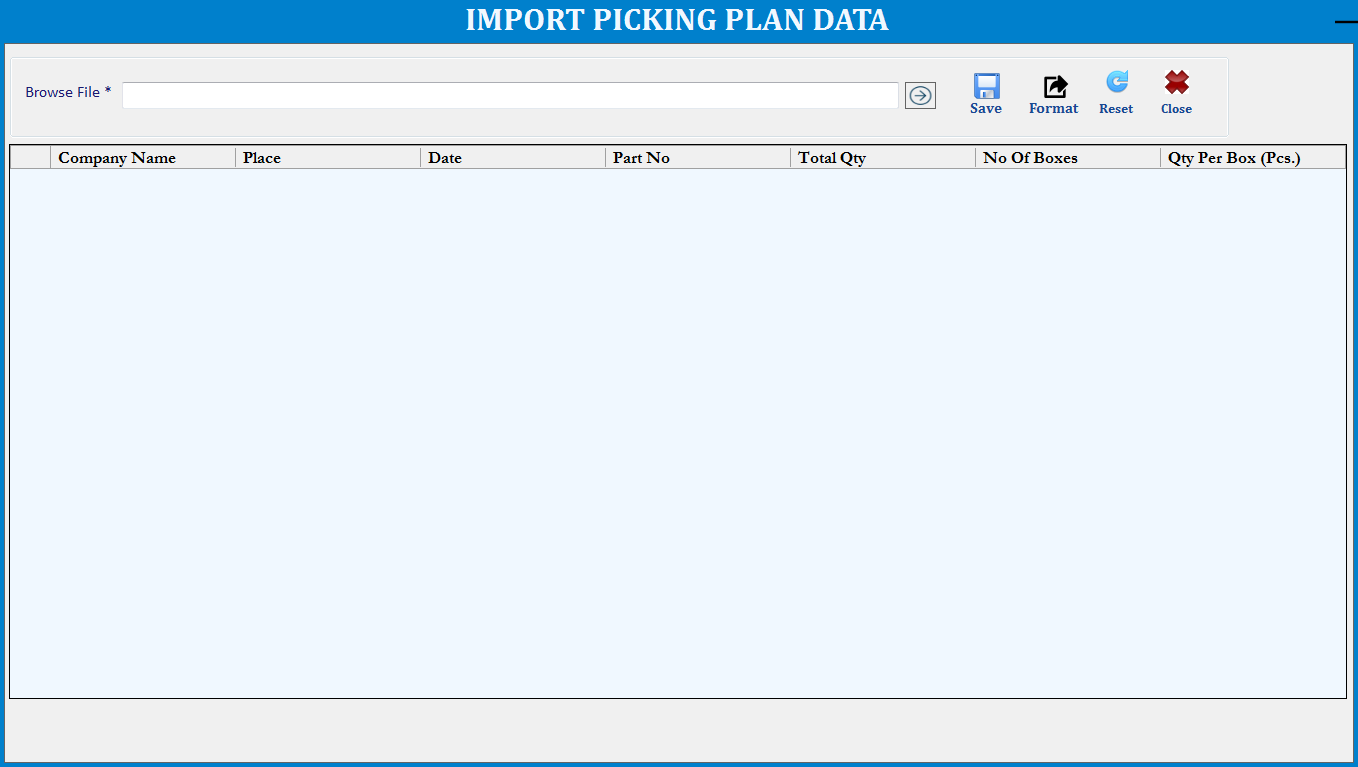 IMPORT PICKING PLAN DATA
Browse File *
Save Format Reset Close
Company Name Place Date Part No Total Qty No Of Boxes Qty Per Box (Pcs.)